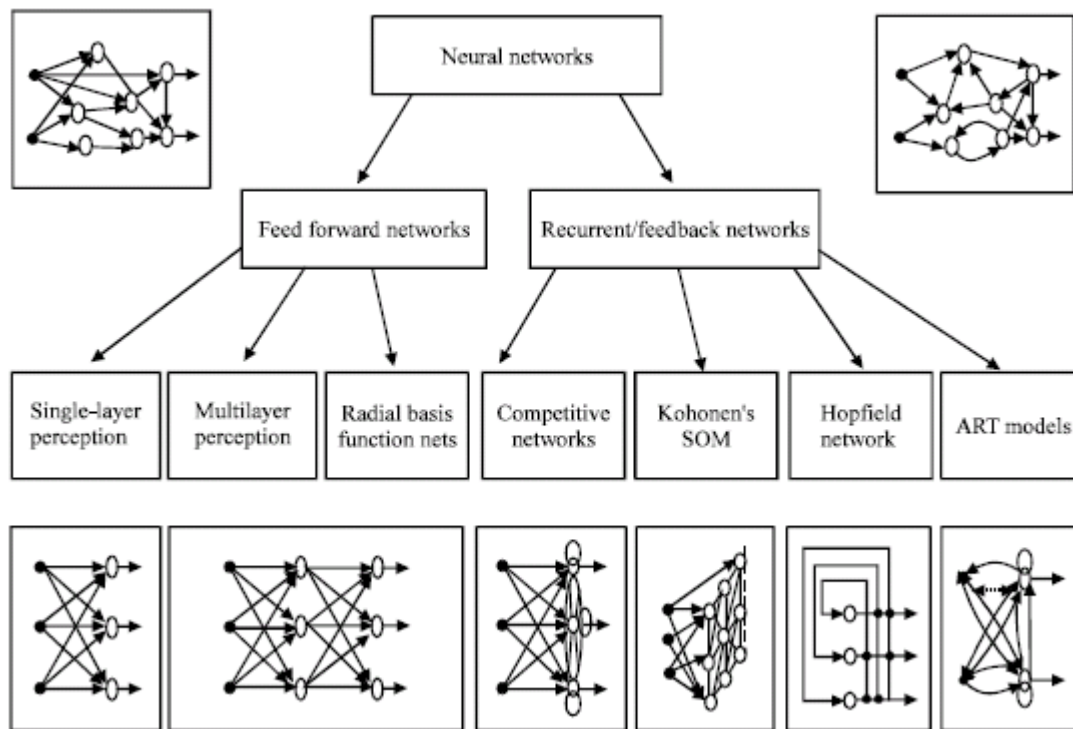 Neural networks
Feed forward networks
Recurrent/feedback networks
Single-layer
perception
Multilayer
perception
Radial basis
function nets
Competitive
networks
Kohonen's
SOM
Hopfield
network
ART models